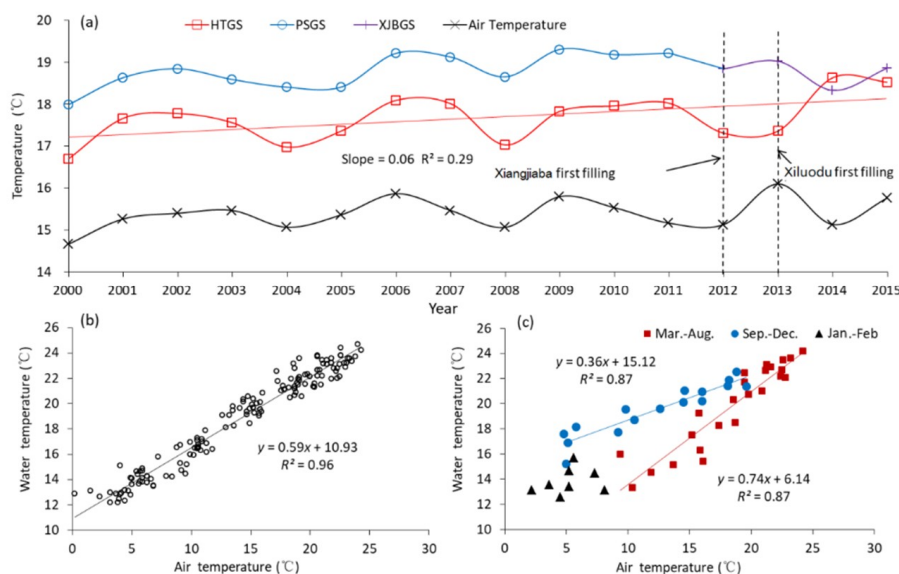 (a)
HTGS PSGS XJBGS Air Temperature
20
19
18
17
16
15
14
Temperature (℃)
Slope = 0.06 R² = 0.29
Xiangjiaba first filling
Xiluodu first filling
2000 2001 2002 2003 2004 2005 2006 2007 2008 2009 2010 2011 2012 2013 2014 2015
Year
(b)
26
24
22
20
18
16
14
12
10
Water temperature (℃)
y = 0.59x + 10.93
R² = 0.96
0 5 10 15 20 25 30
Air temperature (℃)
(c)
Mar.-Aug. Sep.-Dec. Jan.-Feb
26
24
22
20
18
16
14
12
10
Water temperature (℃)
y = 0.36x + 15.12
R² = 0.87
y = 0.74x + 6.14
R² = 0.87
0 5 10 15 20 25 30
Air temperature (℃)